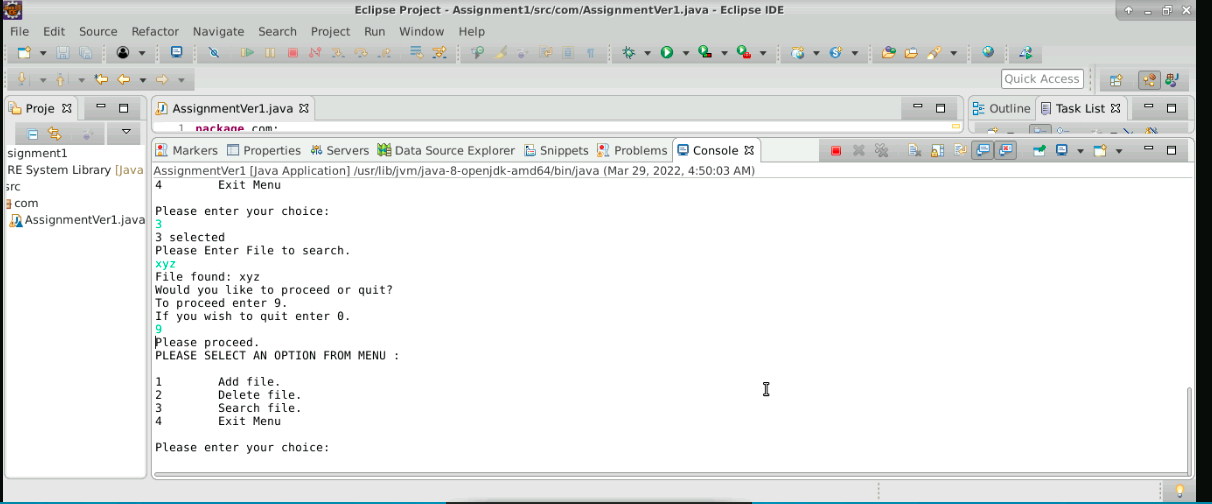 Eclipse Project - Assignment1/src/com/AssignmentVer1.java - Eclipse IDE
File Edit Source Refactor Navigate Search Project Run Window Help
Quick Access
Proje
AssignmentVer1.java
Outline Task List
1 package com;
signment1
RE System Library [Java
src
com
AssignmentVer1.java
Markers Properties Servers Data Source Explorer Snippets Problems Console
AssignmentVer1 [Java Application] /usr/lib/jvm/java-8-openjdk-amd64/bin/java (Mar 29, 2022, 4:50:03 AM)
4 Exit Menu
Please enter your choice:
3
3 selected
Please Enter File to search.
xyz
File found: xyz
Would you like to proceed or quit?
To proceed enter 9.
If you wish to quit enter 0.
9
Please proceed.
PLEASE SELECT AN OPTION FROM MENU :
1 Add file.
2 Delete file.
3 Search file.
4 Exit Menu
Please enter your choice: